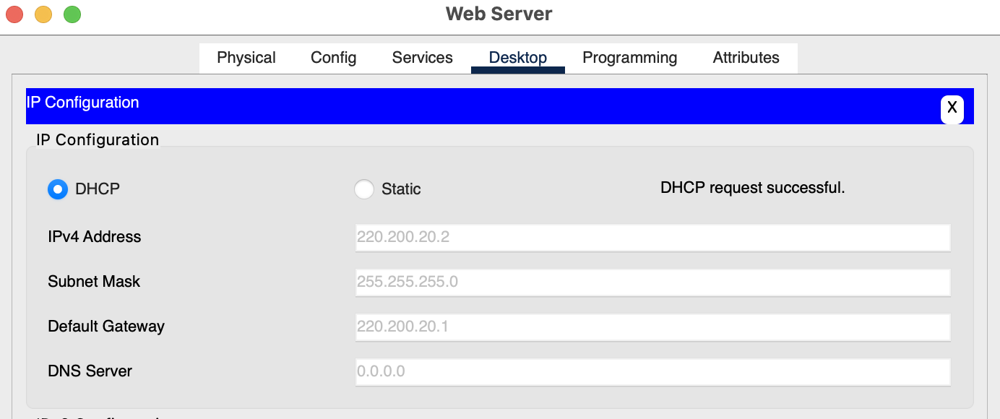 Web Server
Physical Config Services Desktop Programming Attributes
IP Configuration
X
IP Configuration
DHCP Static DHCP request successful.
IPv4 Address 220.200.20.2
Subnet Mask 255.255.255.0
Default Gateway 220.200.20.1
DNS Server 0.0.0.0